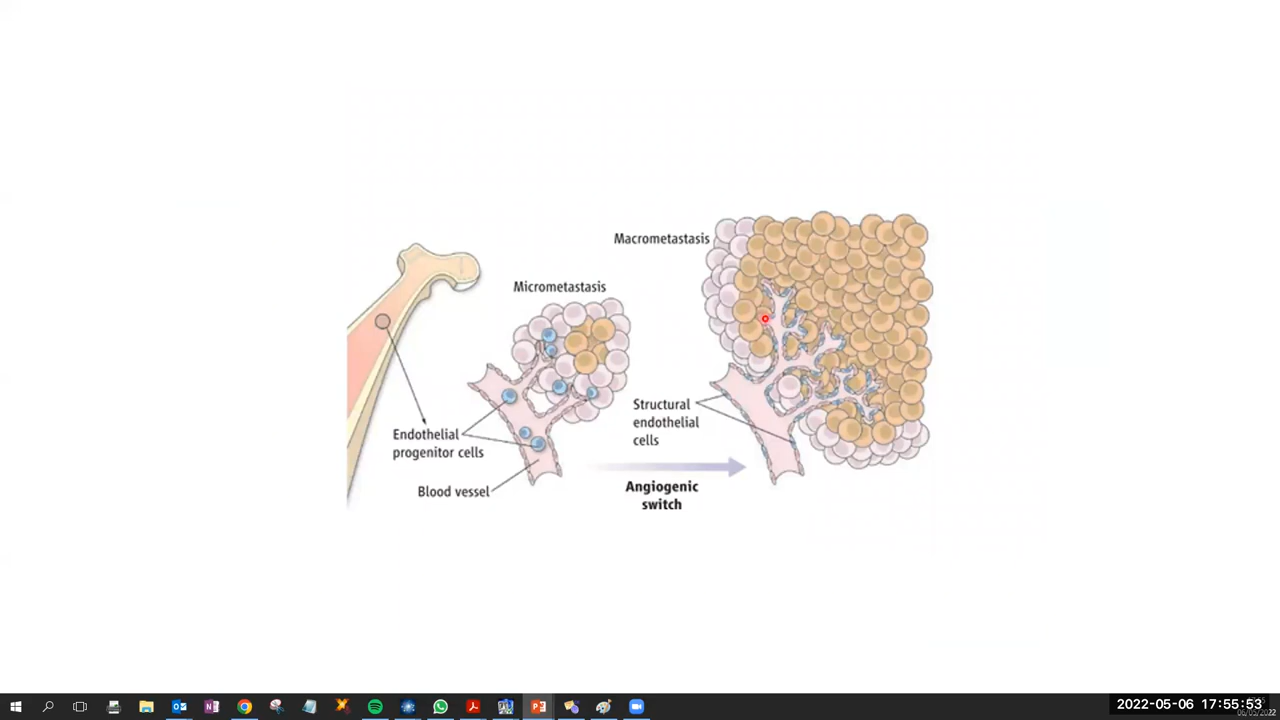 Macrometastasis
Micrometastasis
Structural
endothelial
cells
Endothelial
progenitor cells
Blood vessel
Angiogenic
switch
2022-05-06 17:55:53